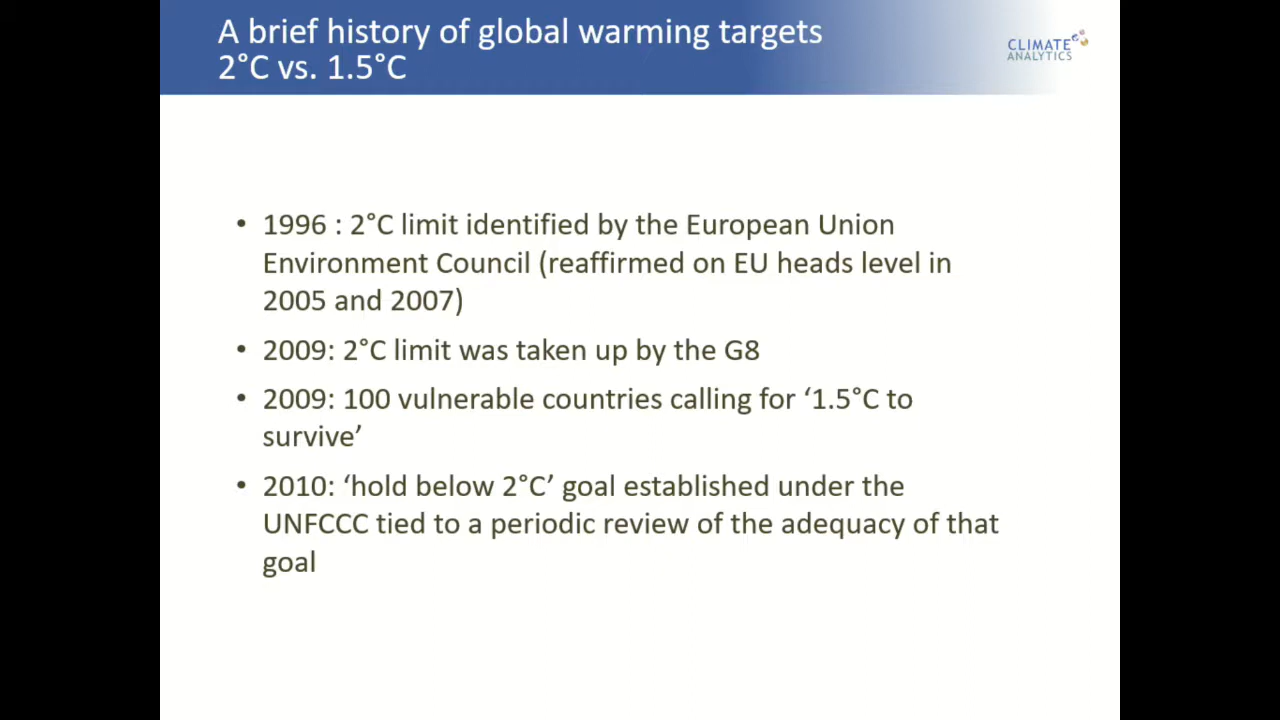 A brief history of global warming targets
2°C vs. 1.5°C
CLIMATE
ANALYTICS
• 1996 : 2°C limit identified by the European Union
Environment Council (reaffirmed on EU heads level in
2005 and 2007)
• 2009: 2°C limit was taken up by the G8
• 2009: 100 vulnerable countries calling for ‘1.5°C to
survive’
• 2010: ‘hold below 2°C’ goal established under the
UNFCCC tied to a periodic review of the adequacy of that
goal